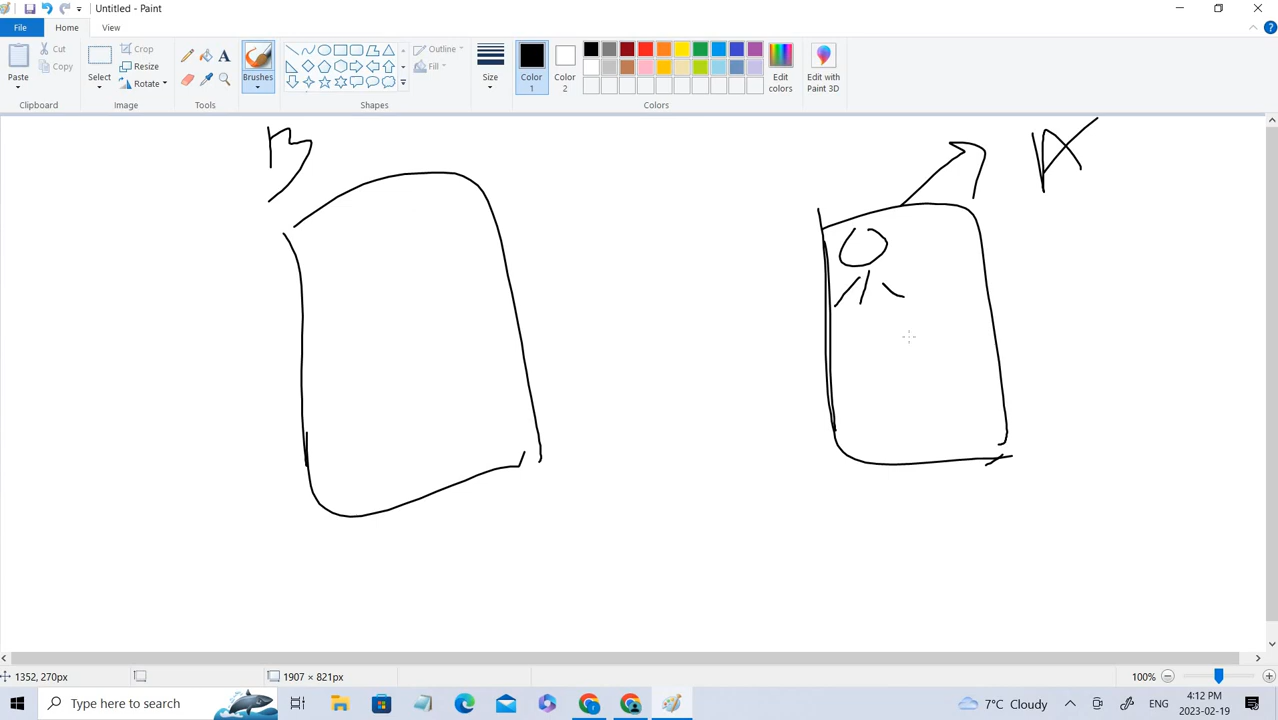 Untitled - Paint
File Home View
Paste
Cut
Copy
Clipboard
Select
Crop
Resize
Rotate
Image
A
Tools
Brushes
Outline
Fill
Shapes
Size
Color 1
Color 2
Edit colors
Colors
Edit with Paint 3D
B
A
1352, 270px
1907 × 821px
100%
Type here to search
7°C Cloudy
ENG
4:12 PM
2023-02-19